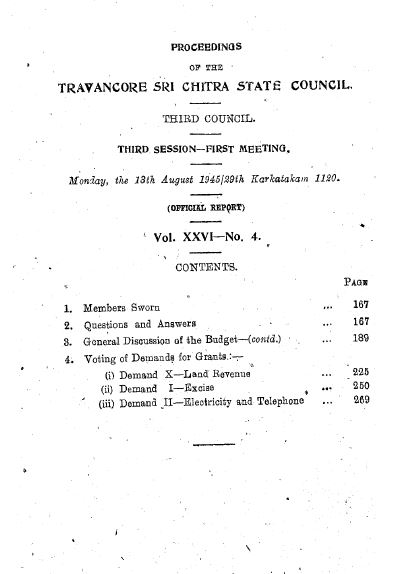 PROCEEDINGS
OF THE
TRAVANCORE SRI CHITRA STATE COUNCIL.
THIRD COUNCIL.
THIRD SESSION—FIRST MEETING.
Monday, the 13th August 1945/29th Karkatakam 1120.
(OFFICIAL REPORT)
Vol. XXVI—No. 4.
CONTENTS.
PAGE
1. Members Sworn ... 167
2. Questions and Answers ... 167
3. General Discussion of the Budget—(contd.) ... 189
4. Voting of Demands for Grants:—
(i) Demand X—Land Revenue ... 225
(ii) Demand I—Excise ... 250
(iii) Demand II—Electricity and Telephone ... 269